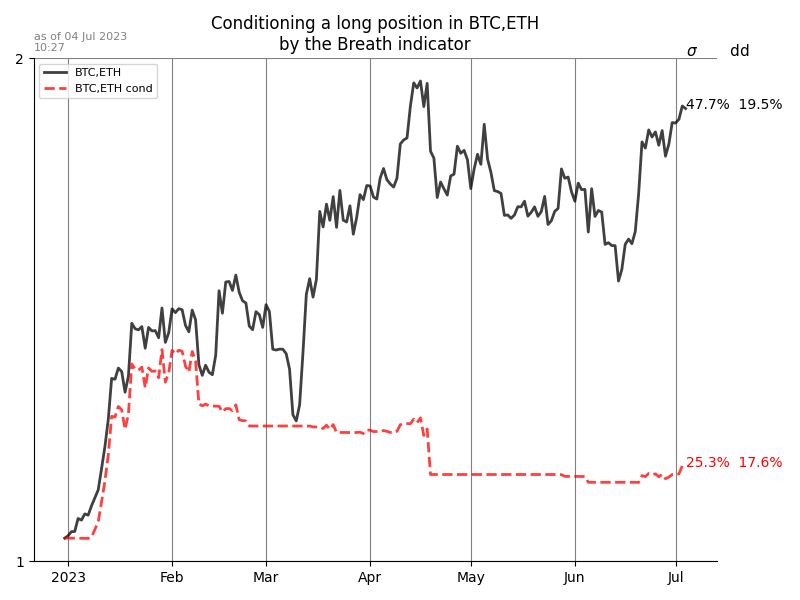 Conditioning a long position in BTC,ETH
by the Breath indicator
as of 04 Jul 2023
10:27
σ dd
2
BTC,ETH
BTC,ETH cond
47.7% 19.5%
25.3% 17.6%
1
2023 Feb Mar Apr May Jun Jul